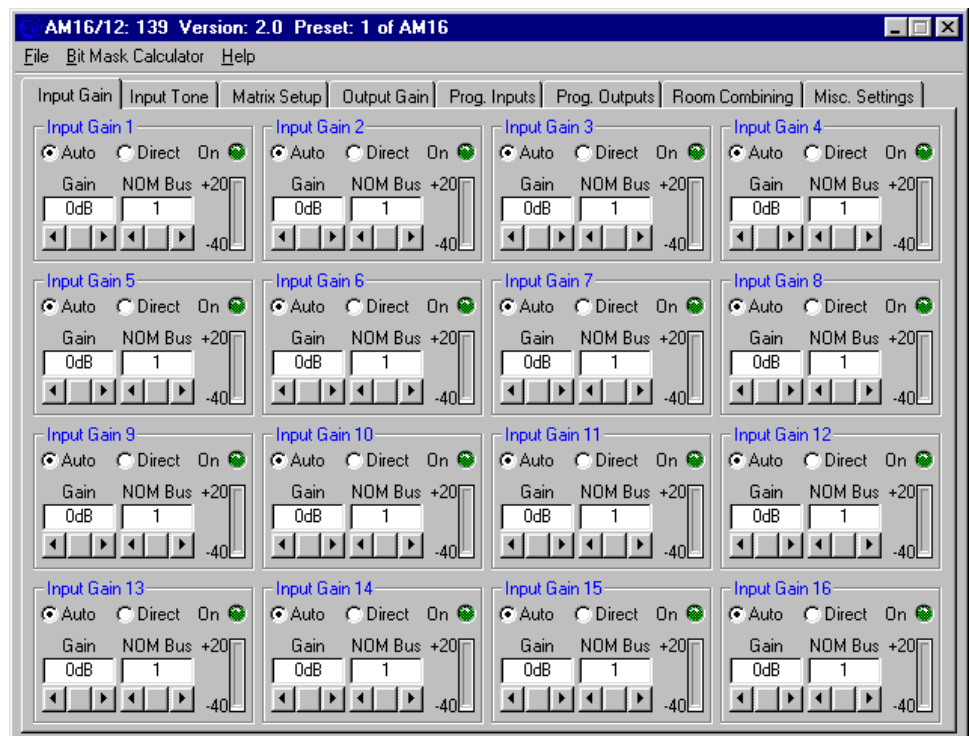 AM16/12: 139 Version: 2.0 Preset: 1 of AM16
File Bit Mask Calculator Help
Input Gain Input Tone Matrix Setup Output Gain Prog. Inputs Prog. Outputs Room Combining Misc. Settings
Input Gain 1 Input Gain 2 Input Gain 3 Input Gain 4
Auto Direct On Auto Direct On Auto Direct On Auto Direct On
Gain NOM Bus +20 Gain NOM Bus +20 Gain NOM Bus +20 Gain NOM Bus +20
0dB 1 0dB 1 0dB 1 0dB 1
-40 -40 -40 -40
Input Gain 5 Input Gain 6 Input Gain 7 Input Gain 8
Auto Direct On Auto Direct On Auto Direct On Auto Direct On
Gain NOM Bus +20 Gain NOM Bus +20 Gain NOM Bus +20 Gain NOM Bus +20
0dB 1 0dB 1 0dB 1 0dB 1
-40 -40 -40 -40
Input Gain 9 Input Gain 10 Input Gain 11 Input Gain 12
Auto Direct On Auto Direct On Auto Direct On Auto Direct On
Gain NOM Bus +20 Gain NOM Bus +20 Gain NOM Bus +20 Gain NOM Bus +20
0dB 1 0dB 1 0dB 1 0dB 1
-40 -40 -40 -40
Input Gain 13 Input Gain 14 Input Gain 15 Input Gain 16
Auto Direct On Auto Direct On Auto Direct On Auto Direct On
Gain NOM Bus +20 Gain NOM Bus +20 Gain NOM Bus +20 Gain NOM Bus +20
0dB 1 0dB 1 0dB 1 0dB 1
-40 -40 -40 -40